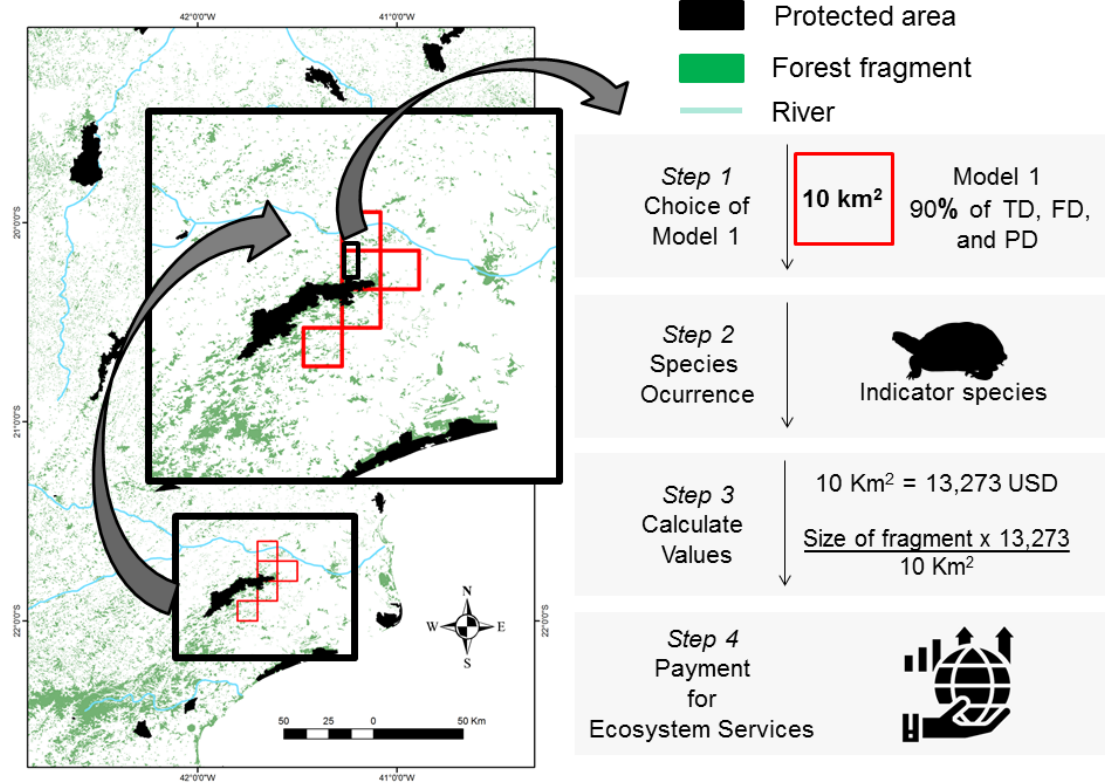 42°0'0"W
41°0'0"W
20°0'0"S
21°0'0"S
22°0'0"S
N
W
E
S
50
25
0
50 Km
42°0'0"W
41°0'0"W
Protected area
Forest fragment
River
Step 1
Choice of
Model 1
10 km²
Model 1
90% of TD, FD,
and PD
Step 2
Species
Ocurrence
Indicator species
Step 3
Calculate
Values
10 Km² = 13,273 USD
Size of fragment x 13,273
10 Km²
Step 4
Payment
for
Ecosystem Services